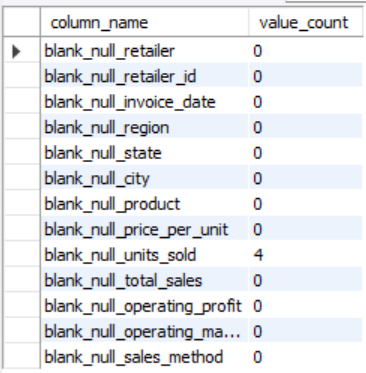 column_name value_count
blank_null_retailer 0
blank_null_retailer_id 0
blank_null_invoice_date 0
blank_null_region 0
blank_null_state 0
blank_null_city 0
blank_null_product 0
blank_null_price_per_unit 0
blank_null_units_sold 4
blank_null_total_sales 0
blank_null_operating_profit 0
blank_null_operating_ma... 0
blank_null_sales_method 0